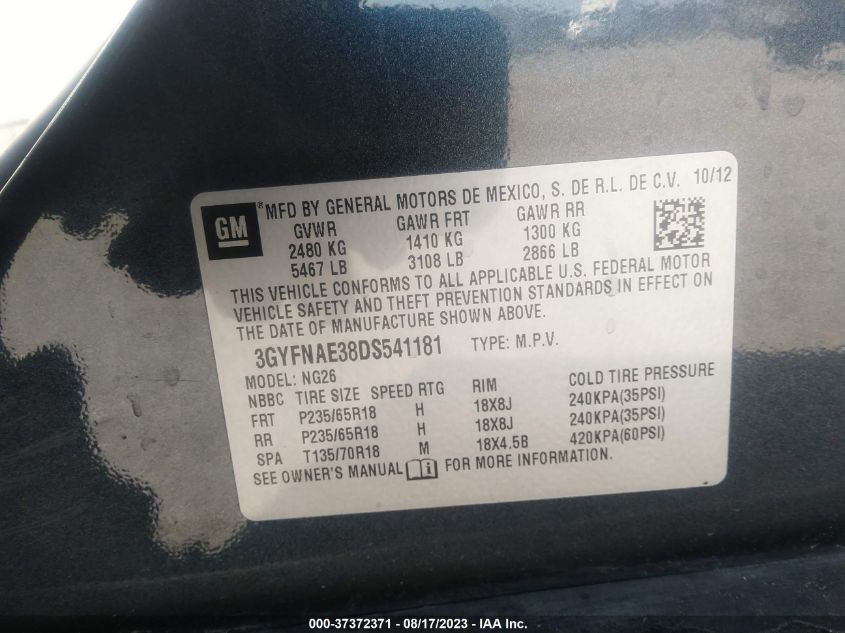 GM
® MFD BY GENERAL MOTORS DE MEXICO, S. DE R.L. DE C.V. 10/12
GVWR GAWR FRT GAWR RR
2480 KG 1410 KG 1300 KG
5467 LB 3108 LB 2866 LB
THIS VEHICLE CONFORMS TO ALL APPLICABLE U.S. FEDERAL MOTOR
VEHICLE SAFETY AND THEFT PREVENTION STANDARDS IN EFFECT ON
THE DATE OF MANUFACTURE SHOWN ABOVE.
3GYFNAE38DS541181 TYPE: M.P.V.
MODEL: NG26
NBBC TIRE SIZE SPEED RTG RIM COLD TIRE PRESSURE
FRT P235/65R18 H 18X8J 240KPA(35PSI)
RR P235/65R18 H 18X8J 240KPA(35PSI)
SPA T135/70R18 M 18X4.5B 420KPA(60PSI)
SEE OWNER'S MANUAL FOR MORE INFORMATION.
000-37372371 - 08/17/2023 - IAA Inc.